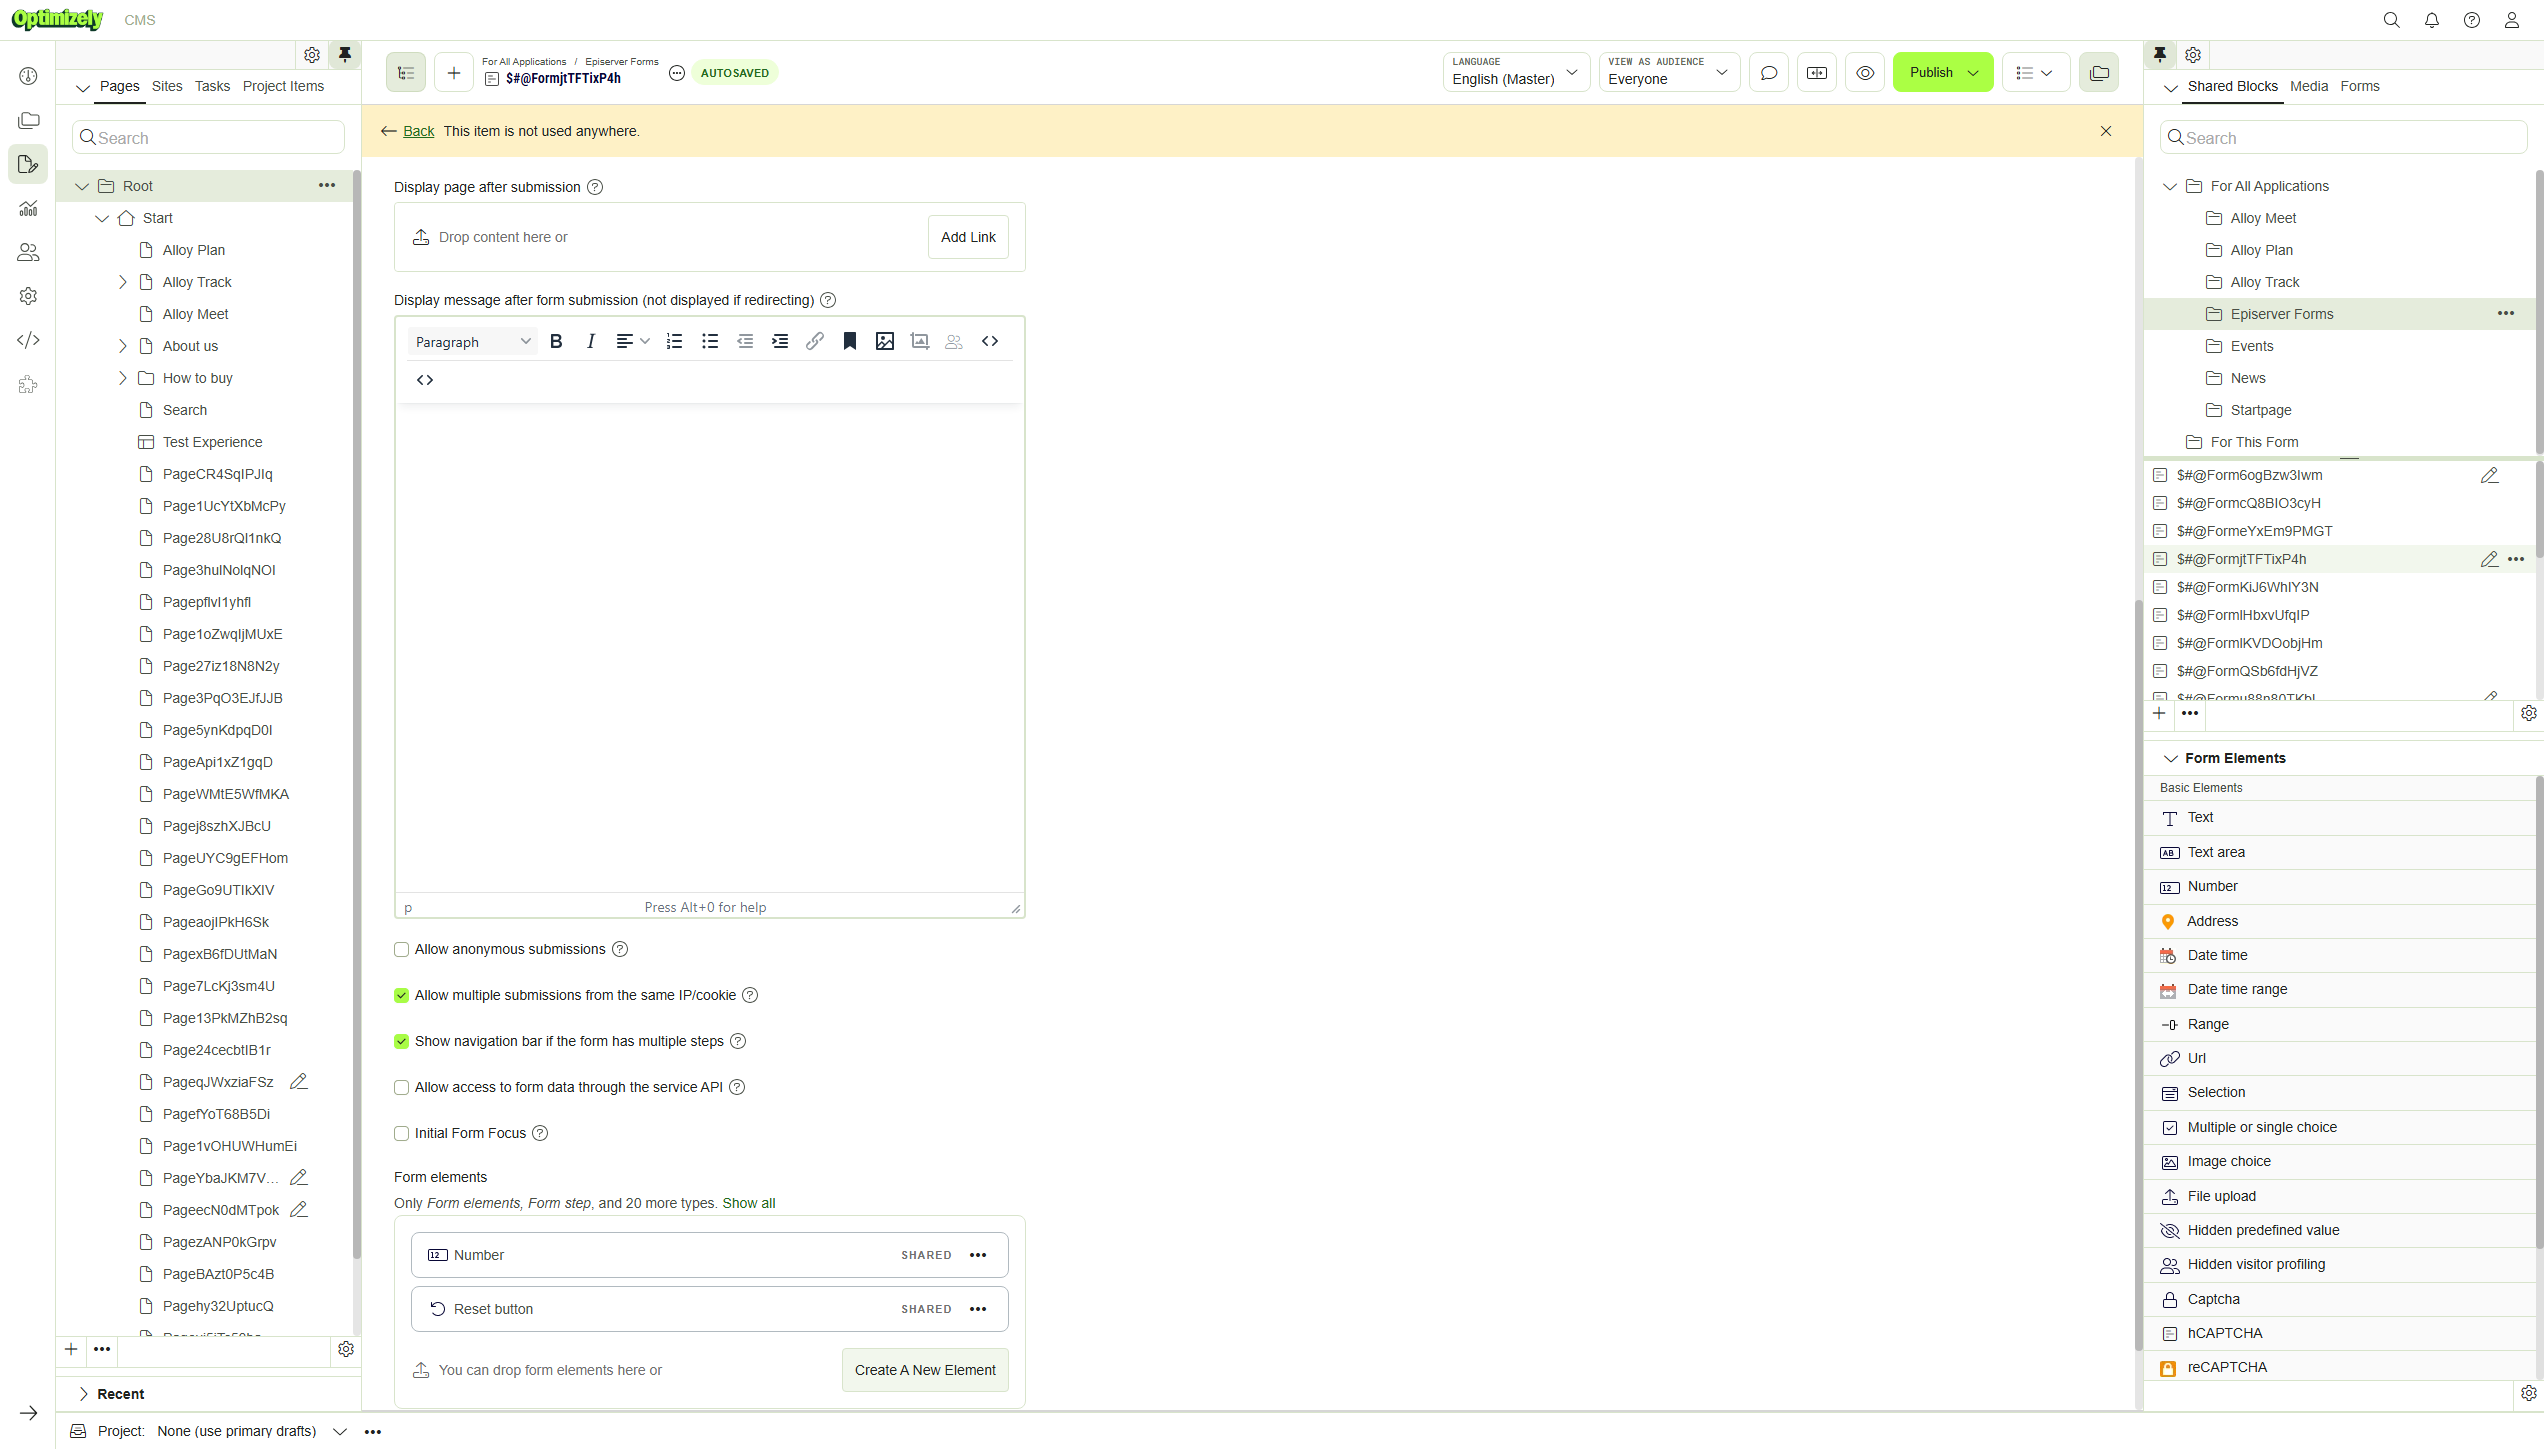 Optimizely CMS
Pages Sites Tasks Project Items
Search
Root
Start
Alloy Plan
Alloy Track
Alloy Meet
About us
How to buy
Search
Test Experience
PageCR4SqIPJIq
Page1UcYtXbMcPy
Page28U8rQI1nkQ
Page3hulNolqNOI
Pagepflvl1yhfl
Page1oZwqIjMUxE
Page27iz18N8N2y
Page3PqO3EJfJJB
Page5ynKdpqD0I
PageApi1xZ1gqD
PageWMtE5WfMKA
Pagej8szhXJBcU
PageUYC9gEFHom
PageGo9UTIkXIV
PageaojIPkH6Sk
PagexB6fDUtMaN
Page7LcKj3sm4U
Page13PkMZhB2sq
Page24cecbtIB1r
PageqJWxziaFSz
PagefYoT68B5Di
Page1vOHUWHumEi
PageYbaJKM7V...
PageecN0dMTpok
PagezANP0kGrpv
PageBAzt0P5c4B
Pagehy32UptucQ
Recent
Project: None (use primary drafts)
For All Applications / Episerver Forms
$#@FormjtTFTixP4h
AUTOSAVED
LANGUAGE
English (Master)
VIEW AS AUDIENCE
Everyone
Publish
Back This item is not used anywhere.
Display page after submission
Drop content here or Add Link
Display message after form submission (not displayed if redirecting)
Paragraph
p Press Alt+0 for help
Allow anonymous submissions
Allow multiple submissions from the same IP/cookie
Show navigation bar if the form has multiple steps
Allow access to form data through the service API
Initial Form Focus
Form elements
Only Form elements, Form step, and 20 more types. Show all
Number SHARED
Reset button SHARED
You can drop form elements here or Create A New Element
Shared Blocks Media Forms
Search
For All Applications
Alloy Meet
Alloy Plan
Alloy Track
Episerver Forms
Events
News
Startpage
For This Form
$#@Form6ogBzw3Iwm
$#@FormcQ8BIO3cyH
$#@FormeYxEm9PMGT
$#@FormjtTFTixP4h
$#@FormKiJ6WhIY3N
$#@FormIHbxvUfqIP
$#@FormIKVDOobjHm
$#@FormQSb6fdHjVZ
Form Elements
Basic Elements
Text
Text area
Number
Address
Date time
Date time range
Range
Url
Selection
Multiple or single choice
Image choice
File upload
Hidden predefined value
Hidden visitor profiling
Captcha
hCAPTCHA
reCAPTCHA